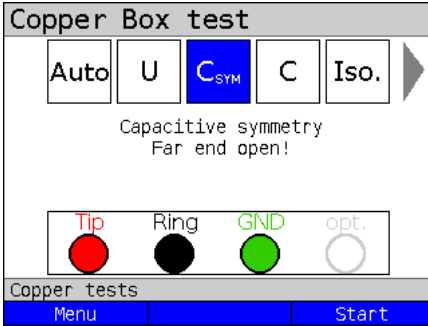 Copper Box test
Auto U CSYM C Iso.
Capacitive symmetry
Far end open!
Tip Ring GND opt.
Copper tests
Menu Start